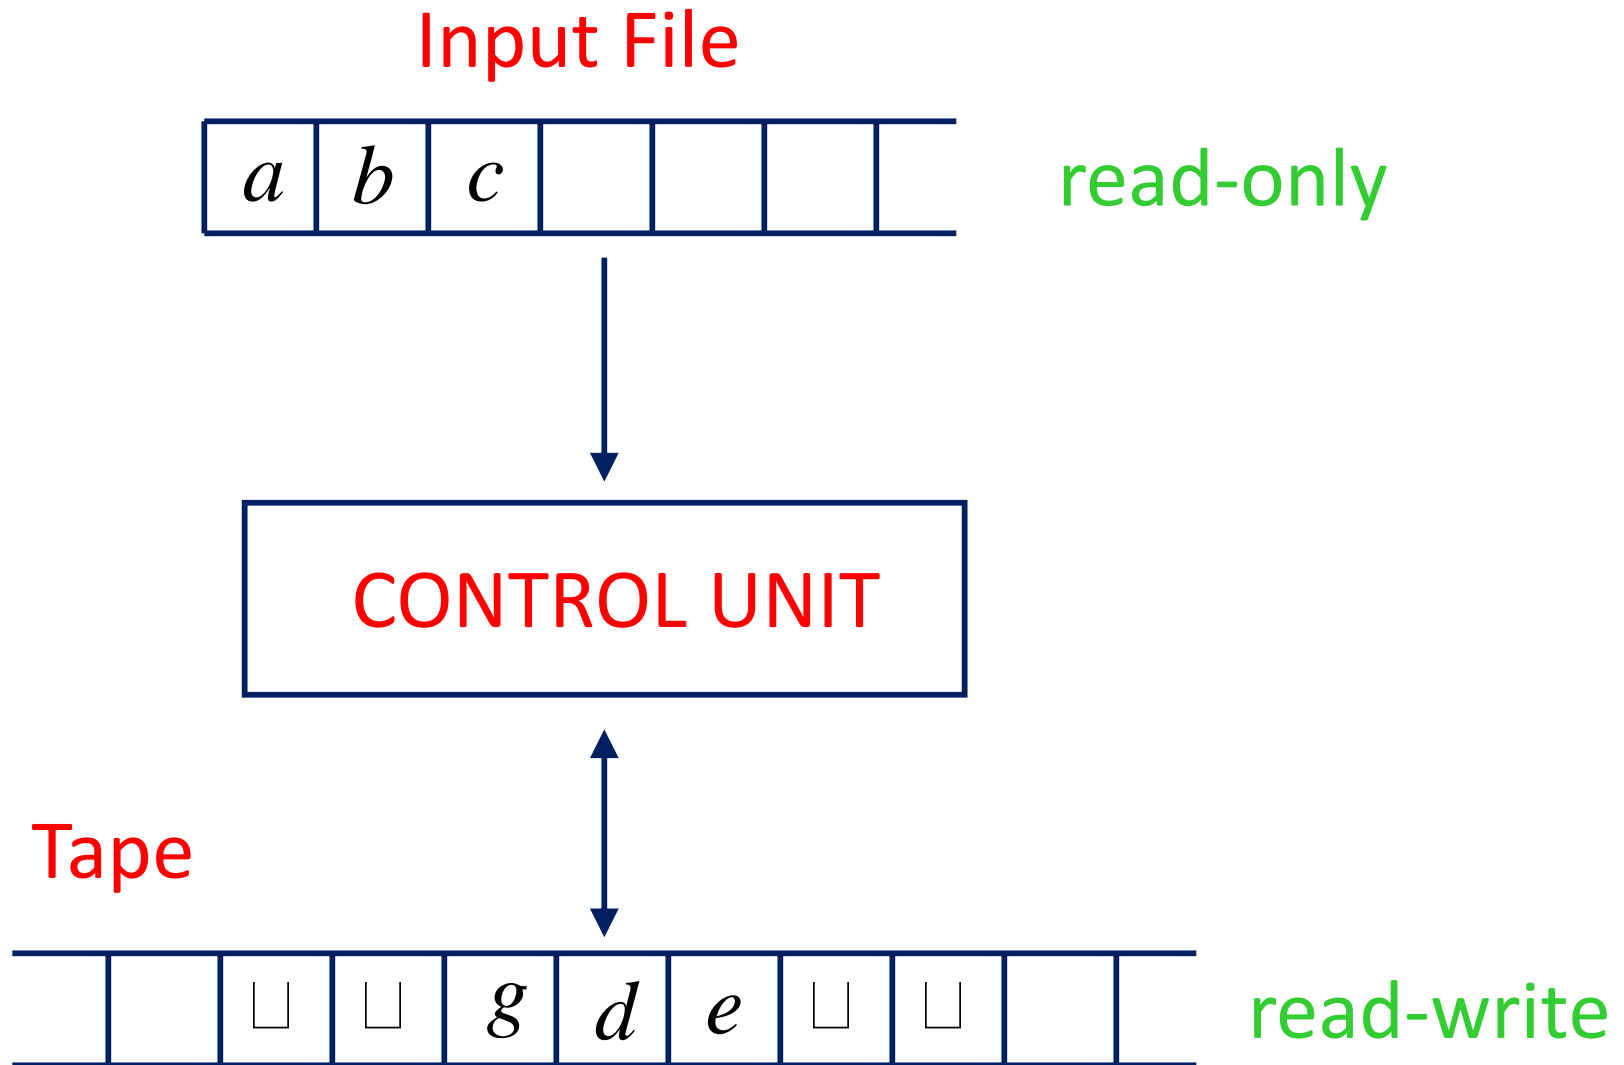 Input File
a b c read-only
CONTROL UNIT
Tape
⊔ ⊔ g d e ⊔ ⊔ read-write